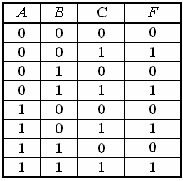 A B C F
0 0 0 0
0 0 1 1
0 1 0 0
0 1 1 1
1 0 0 0
1 0 1 1
1 1 0 0
1 1 1 1